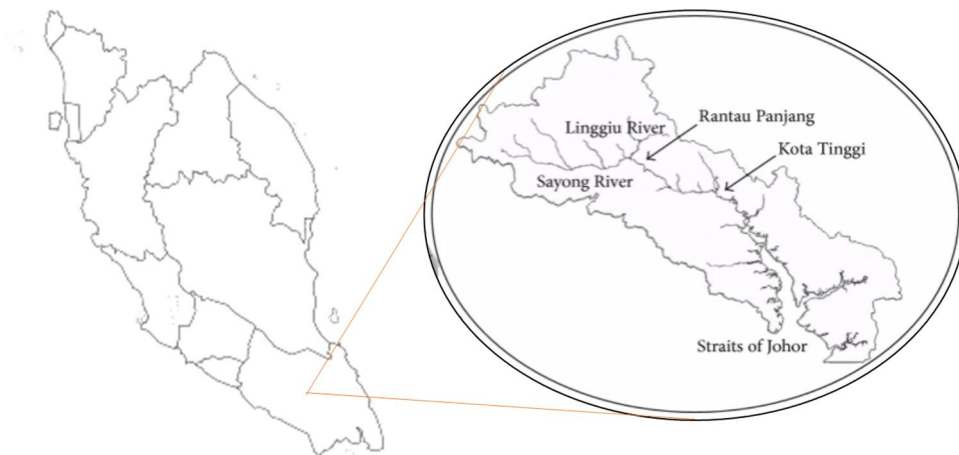 Rantau Panjang
Linggiu River
Kota Tinggi
Sayong River
Straits of Johor